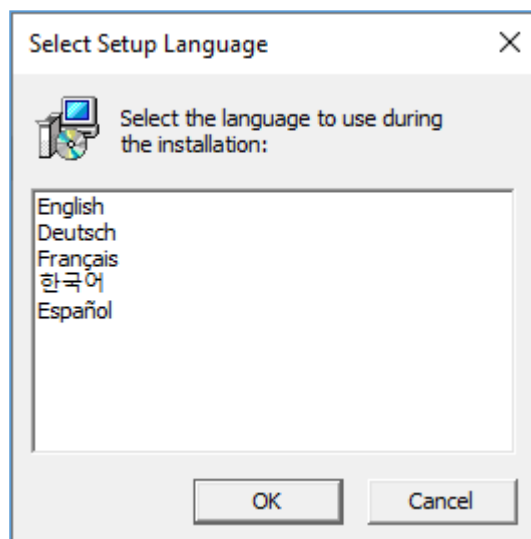 Select Setup Language
Select the language to use during
the installation:
English
Deutsch
Français
한국어
Español
OK
Cancel